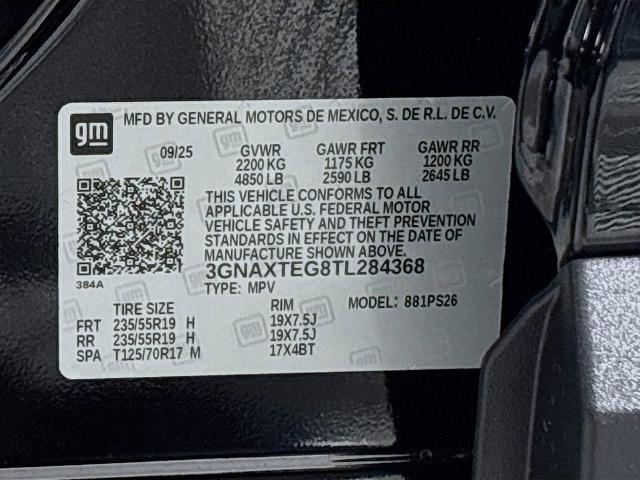 gm
MFD BY GENERAL MOTORS DE MEXICO, S. DE R.L. DE C.V.
09/25 GVWR GAWR FRT GAWR RR
2200 KG 1175 KG 1200 KG
4850 LB 2590 LB 2645 LB
THIS VEHICLE CONFORMS TO ALL
APPLICABLE U.S. FEDERAL MOTOR
VEHICLE SAFETY AND THEFT PREVENTION
STANDARDS IN EFFECT ON THE DATE OF
MANUFACTURE SHOWN ABOVE.
3GNAXTEG8TL284368
384A
TYPE: MPV
TIRE SIZE RIM MODEL: 881PS26
FRT 235/55R19 H 19X7.5J
RR 235/55R19 H 19X7.5J
SPA T125/70R17 M 17X4BT